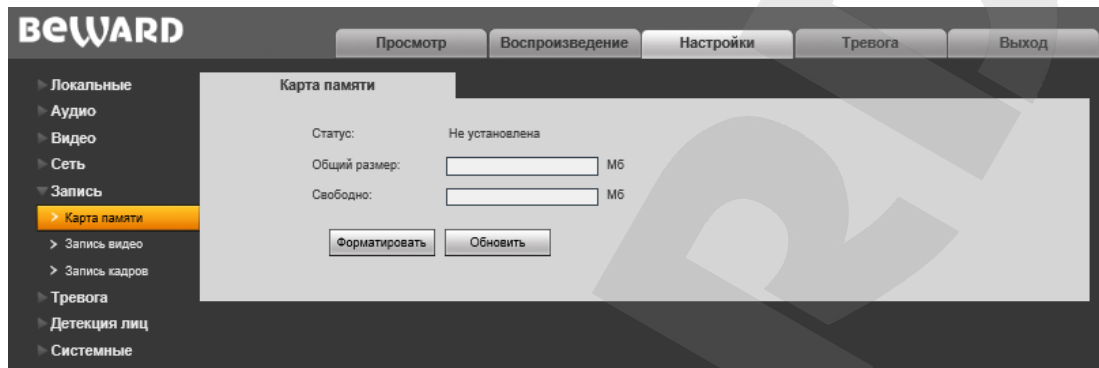 BEWARD
Просмотр Воспроизведение Настройки Тревога Выход
Локальные
Аудио
Видео
Сеть
Запись
Карта памяти
Запись видео
Запись кадров
Тревога
Детекция лиц
Системные
Карта памяти
Статус: Не установлена
Общий размер: Мб
Свободно: Мб
Форматировать Обновить